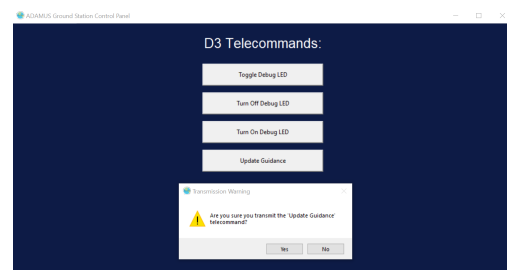 ADAMUS Ground Station Control Panel
D3 Telecommands:
Toggle Debug LED
Turn Off Debug LED
Turn On Debug LED
Update Guidance
Transmission Warning
Are you sure you transmit the 'Update Guidance'
telecommand?
Yes No